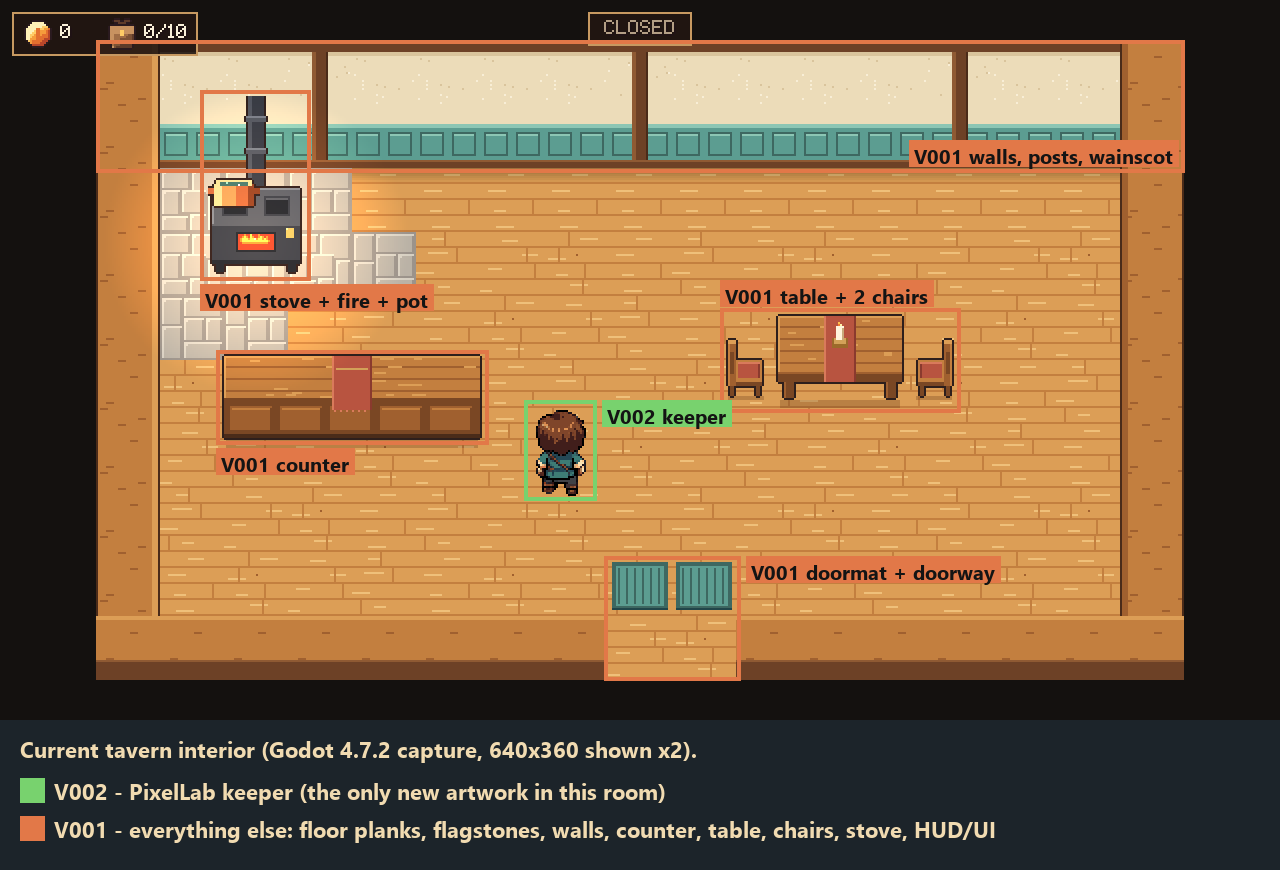 0
0/10
CLOSED
V001 walls, posts, wainscot
V001 stove + fire + pot
V001 table + 2 chairs
V002 keeper
V001 counter
V001 doormat + doorway
Current tavern interior (Godot 4.7.2 capture, 640x360 shown x2).
V002 - PixelLab keeper (the only new artwork in this room)
V001 - everything else: floor planks, flagstones, walls, counter, table, chairs, stove, HUD/UI